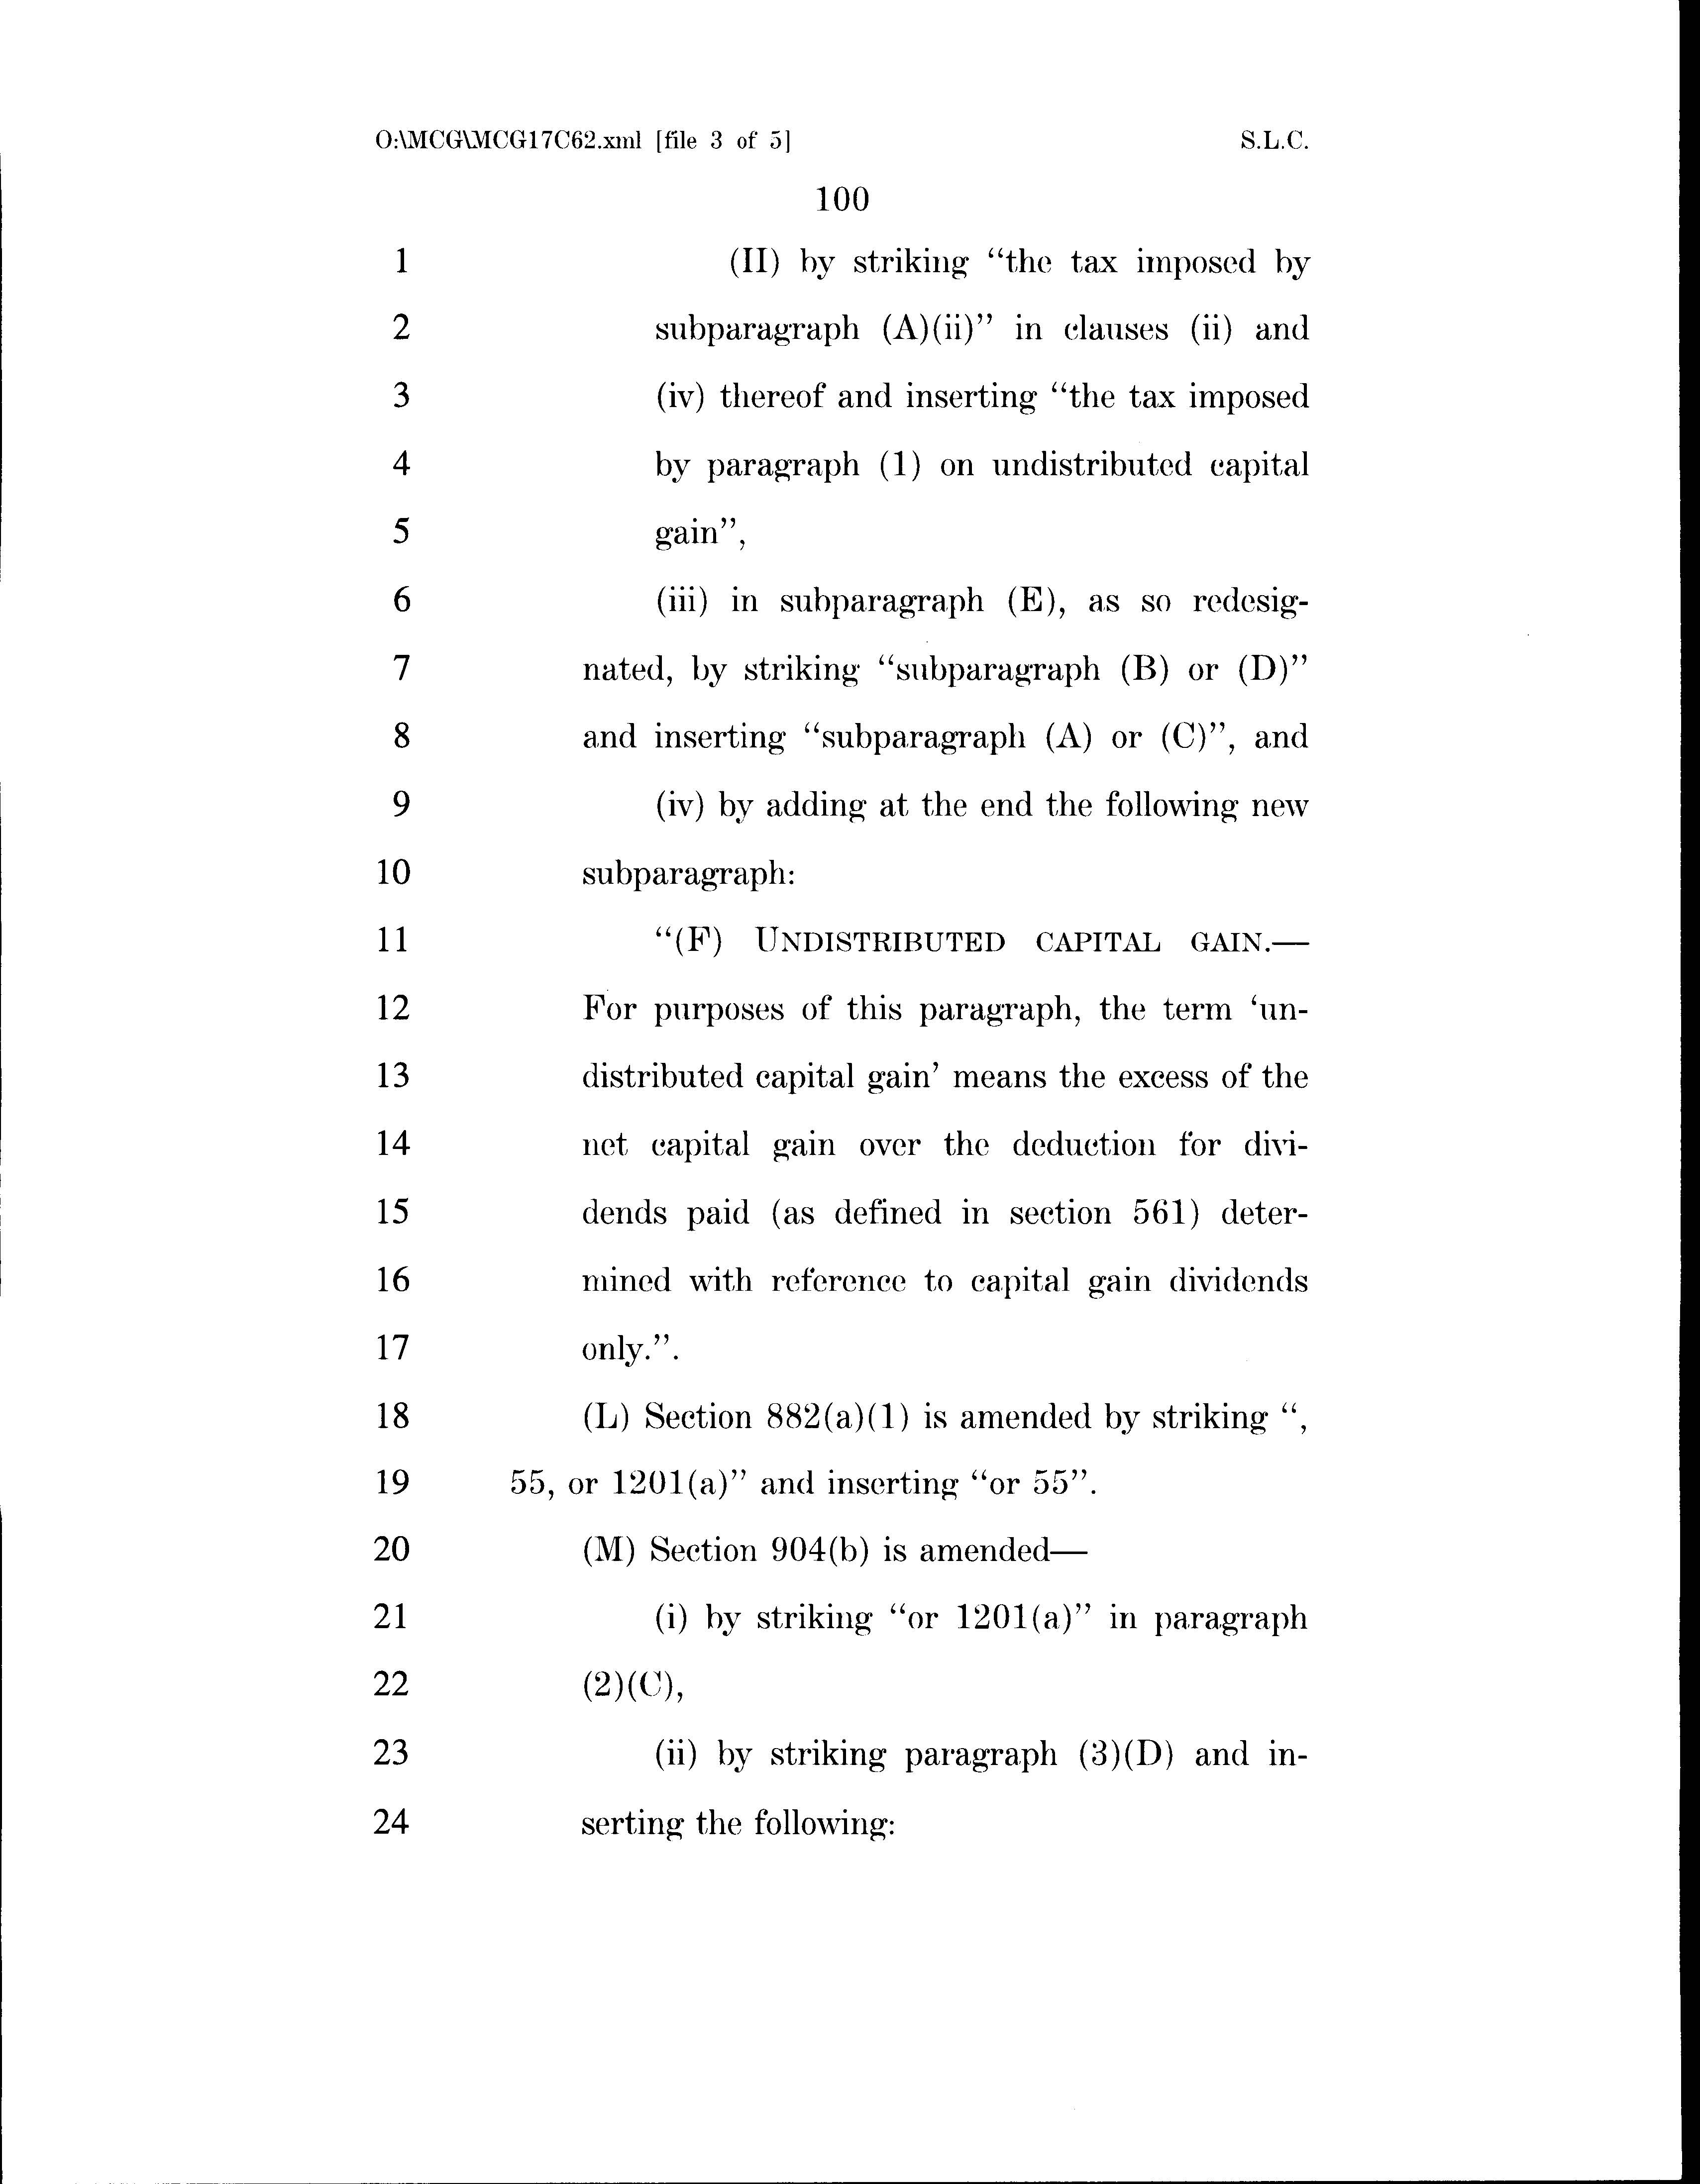 O:\MCG\MCG17C62.xml [file 3 of 5] S.L.C.
100
1 (II) by striking “the tax imposed by
2 subparagraph (A)(ii)” in clauses (ii) and
3 (iv) thereof and inserting “the tax imposed
4 by paragraph (1) on undistributed capital
5 gain”,
6 (iii) in subparagraph (E), as so redesig-
7 nated, by striking “subparagraph (B) or (D)”
8 and inserting “subparagraph (A) or (C)”, and
9 (iv) by adding at the end the following new
10 subparagraph:
11 “(F) UNDISTRIBUTED CAPITAL GAIN.—
12 For purposes of this paragraph, the term ‘un-
13 distributed capital gain’ means the excess of the
14 net capital gain over the deduction for divi-
15 dends paid (as defined in section 561) deter-
16 mined with reference to capital gain dividends
17 only.”.
18 (L) Section 882(a)(1) is amended by striking “,
19 55, or 1201(a)” and inserting “or 55”.
20 (M) Section 904(b) is amended—
21 (i) by striking “or 1201(a)” in paragraph
22 (2)(C),
23 (ii) by striking paragraph (3)(D) and in-
24 serting the following: